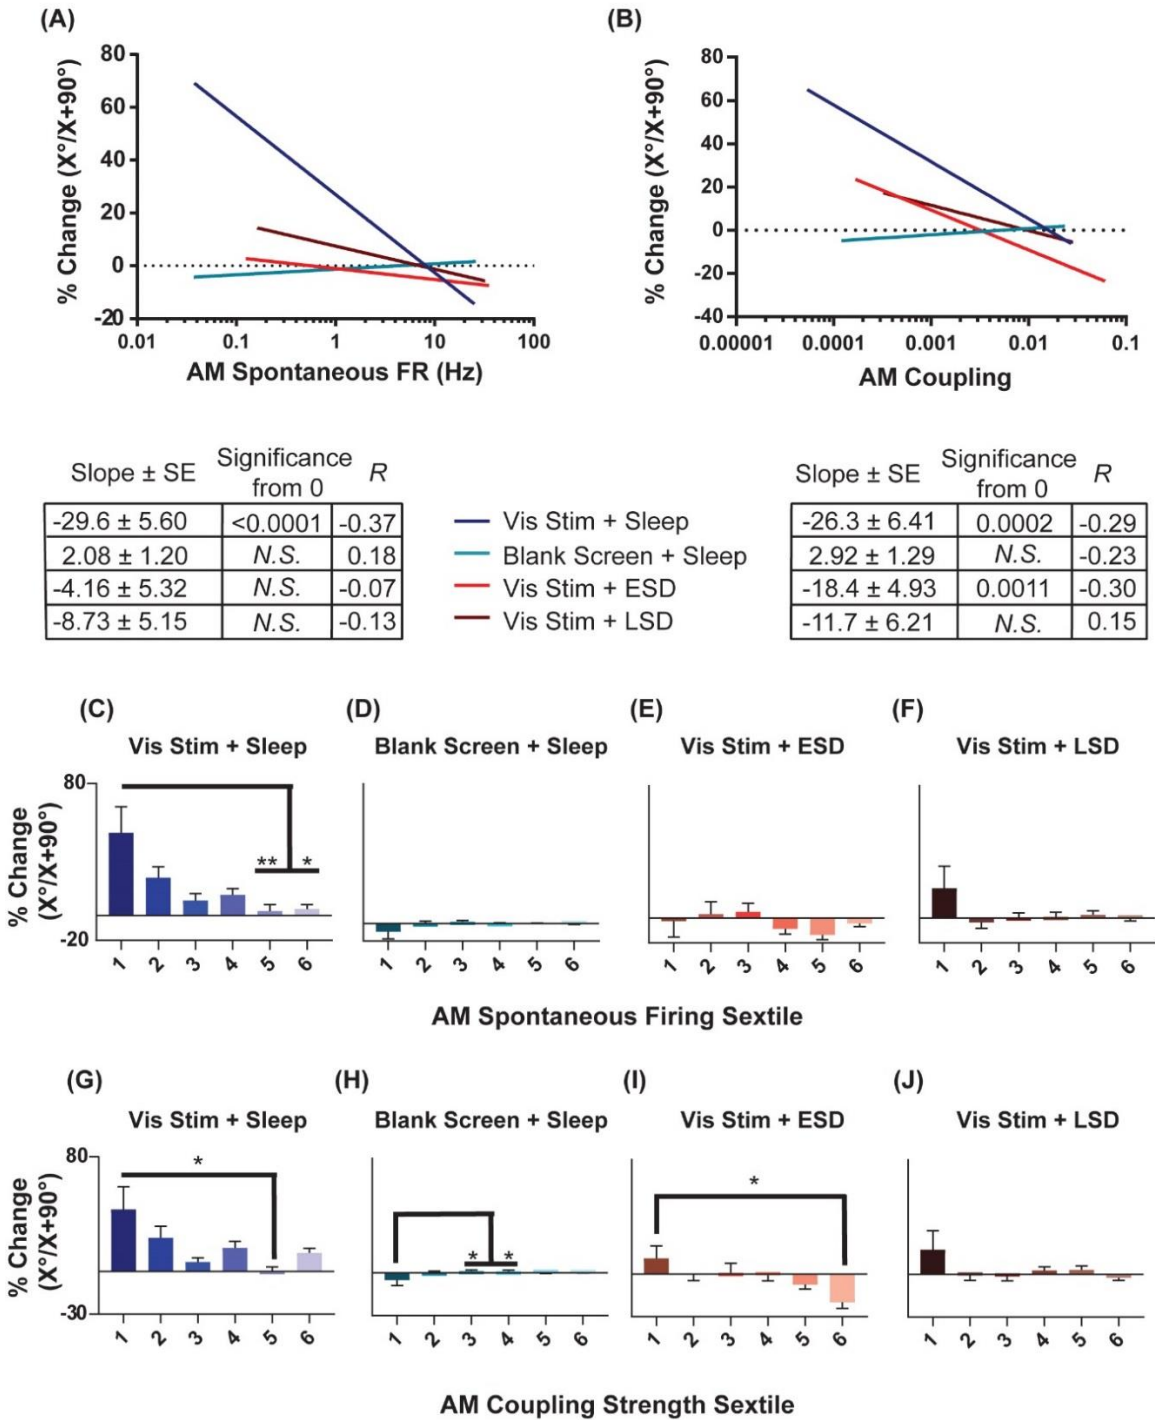 (A)
(B)
% Change (X°/X+90°)
80
60
40
20
0
-20
0.01 0.1 1 10 100
AM Spontaneous FR (Hz)
% Change (X°/X+90°)
80
60
40
20
0
-20
-40
0.00001 0.0001 0.001 0.01 0.1
AM Coupling
Slope ± SE Significance from 0 R
-29.6 ± 5.60 <0.0001 -0.37
2.08 ± 1.20 N.S. 0.18
-4.16 ± 5.32 N.S. -0.07
-8.73 ± 5.15 N.S. -0.13
Vis Stim + Sleep
Blank Screen + Sleep
Vis Stim + ESD
Vis Stim + LSD
Slope ± SE Significance from 0 R
-26.3 ± 6.41 0.0002 -0.29
2.92 ± 1.29 N.S. -0.23
-18.4 ± 4.93 0.0011 -0.30
-11.7 ± 6.21 N.S. 0.15
(C) (D) (E) (F)
Vis Stim + Sleep
Blank Screen + Sleep
Vis Stim + ESD
Vis Stim + LSD
% Change
(X°/X+90°)
80
-20
** *
1 2 3 4 5 6
1 2 3 4 5 6
1 2 3 4 5 6
1 2 3 4 5 6
AM Spontaneous Firing Sextile
(G) (H) (I) (J)
Vis Stim + Sleep
Blank Screen + Sleep
Vis Stim + ESD
Vis Stim + LSD
% Change
(X°/X+90°)
80
-30
*
* *
*
1 2 3 4 5 6
1 2 3 4 5 6
1 2 3 4 5 6
1 2 3 4 5 6
AM Coupling Strength Sextile